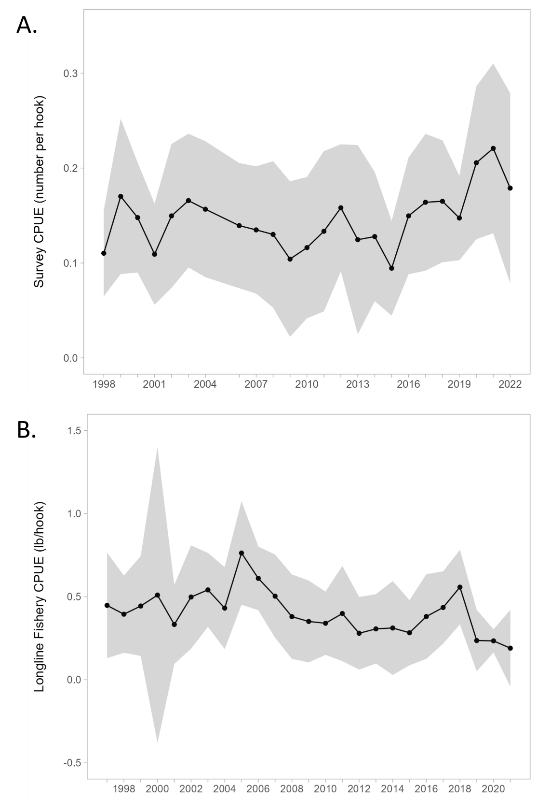 A.
Survey CPUE (number per hook)
0.3
0.2
0.1
0.0
1998 2001 2004 2007 2010 2013 2016 2019 2022
B.
Longline Fishery CPUE (lb/hook)
1.5
1.0
0.5
0.0
-0.5
1998 2000 2002 2004 2006 2008 2010 2012 2014 2016 2018 2020